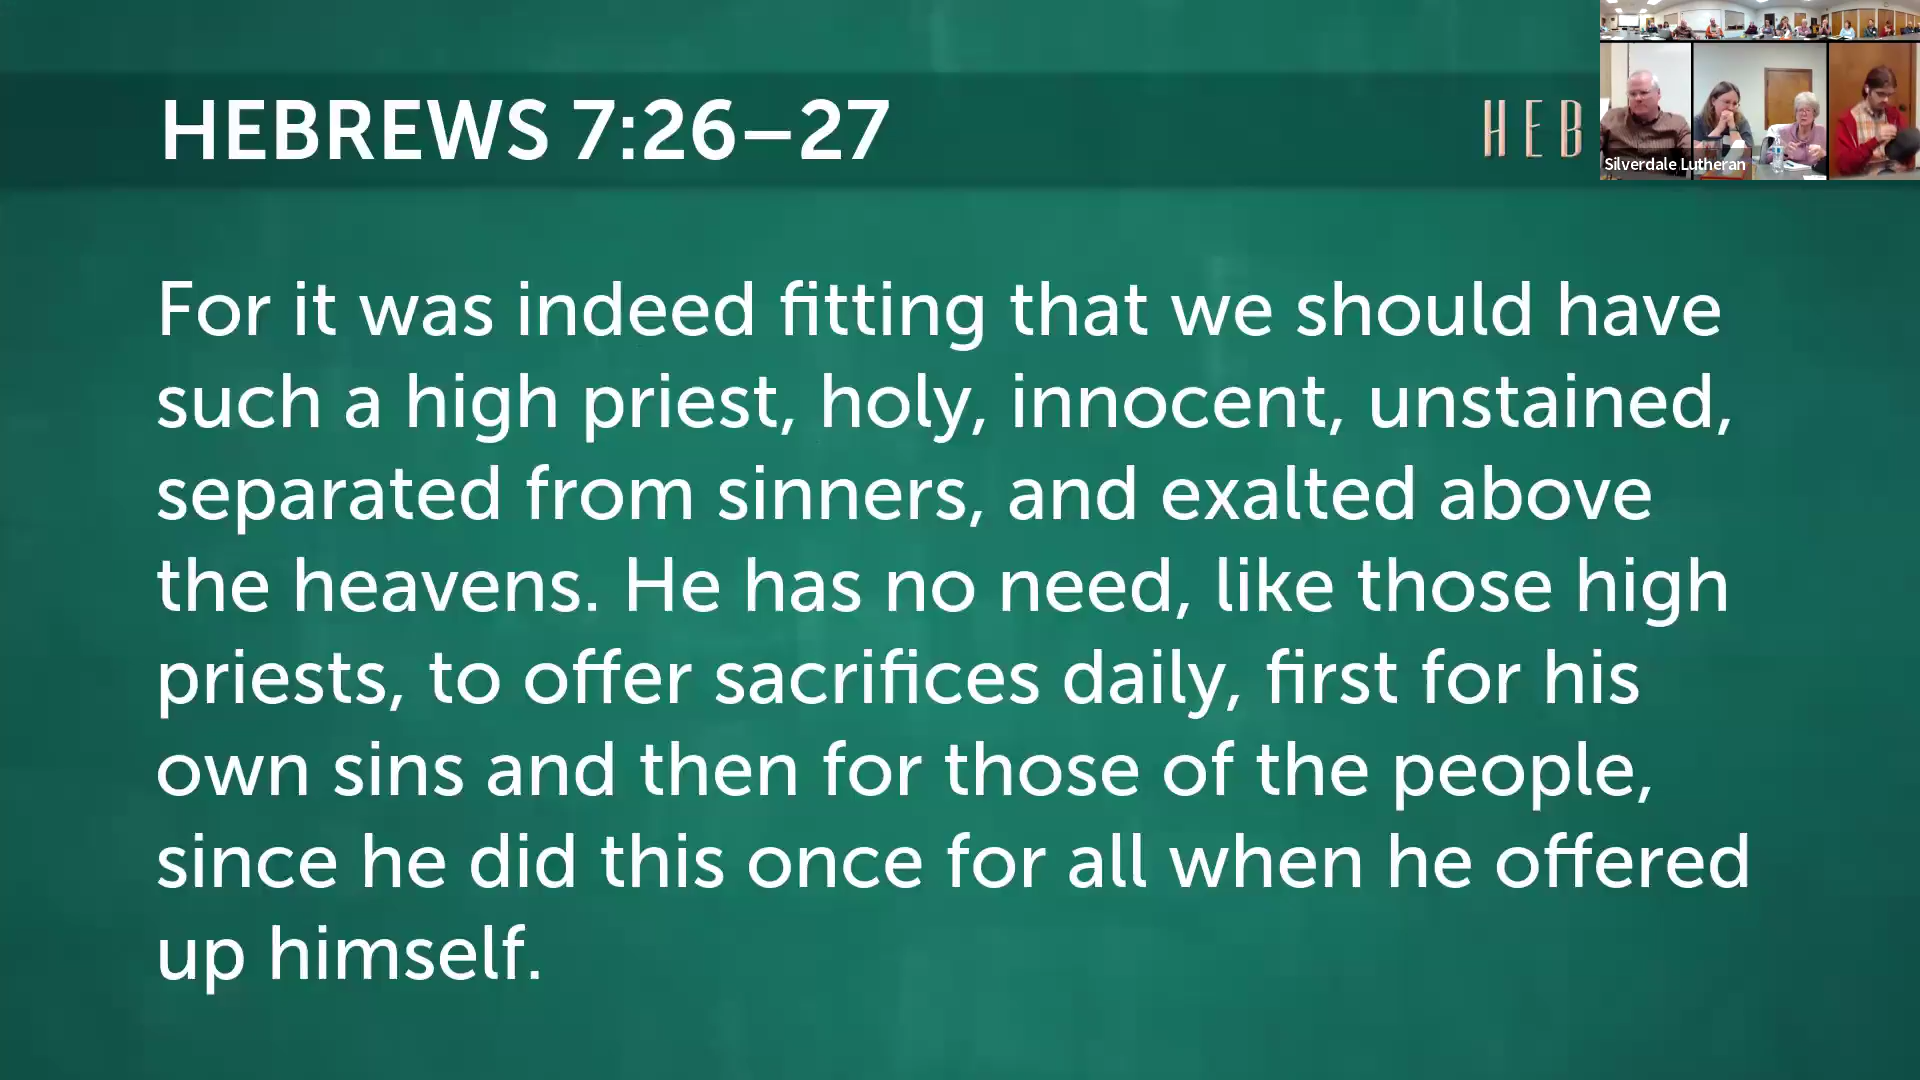 HEBREWS 7:26–27
HEB
Silverdale Lutheran
For it was indeed fitting that we should have
such a high priest, holy, innocent, unstained,
separated from sinners, and exalted above
the heavens. He has no need, like those high
priests, to offer sacrifices daily, first for his
own sins and then for those of the people,
since he did this once for all when he offered
up himself.